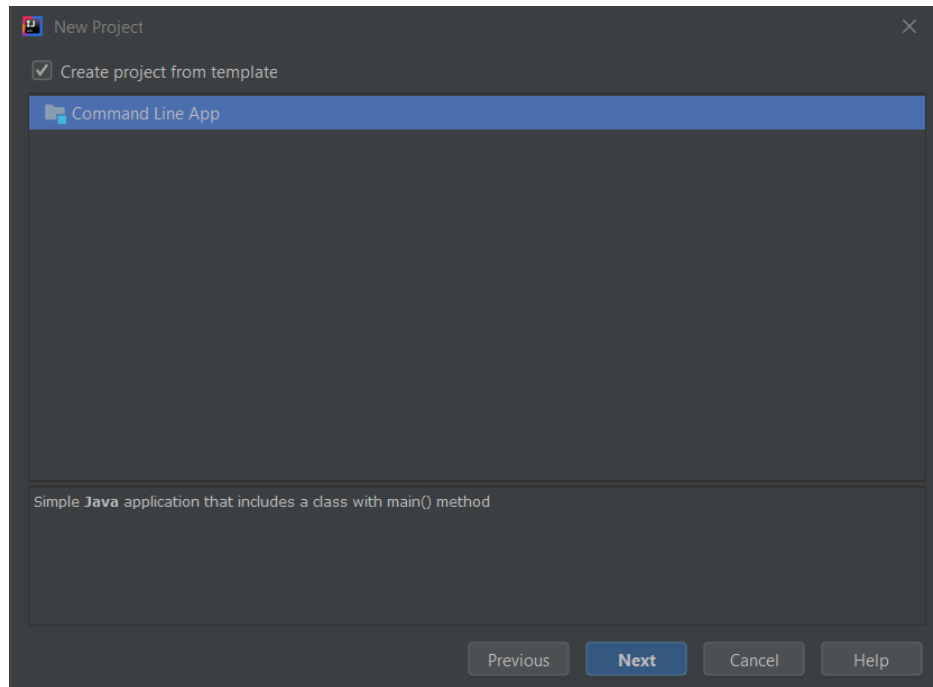 New Project
Create project from template
Command Line App
Simple Java application that includes a class with main() method
Previous Next Cancel Help